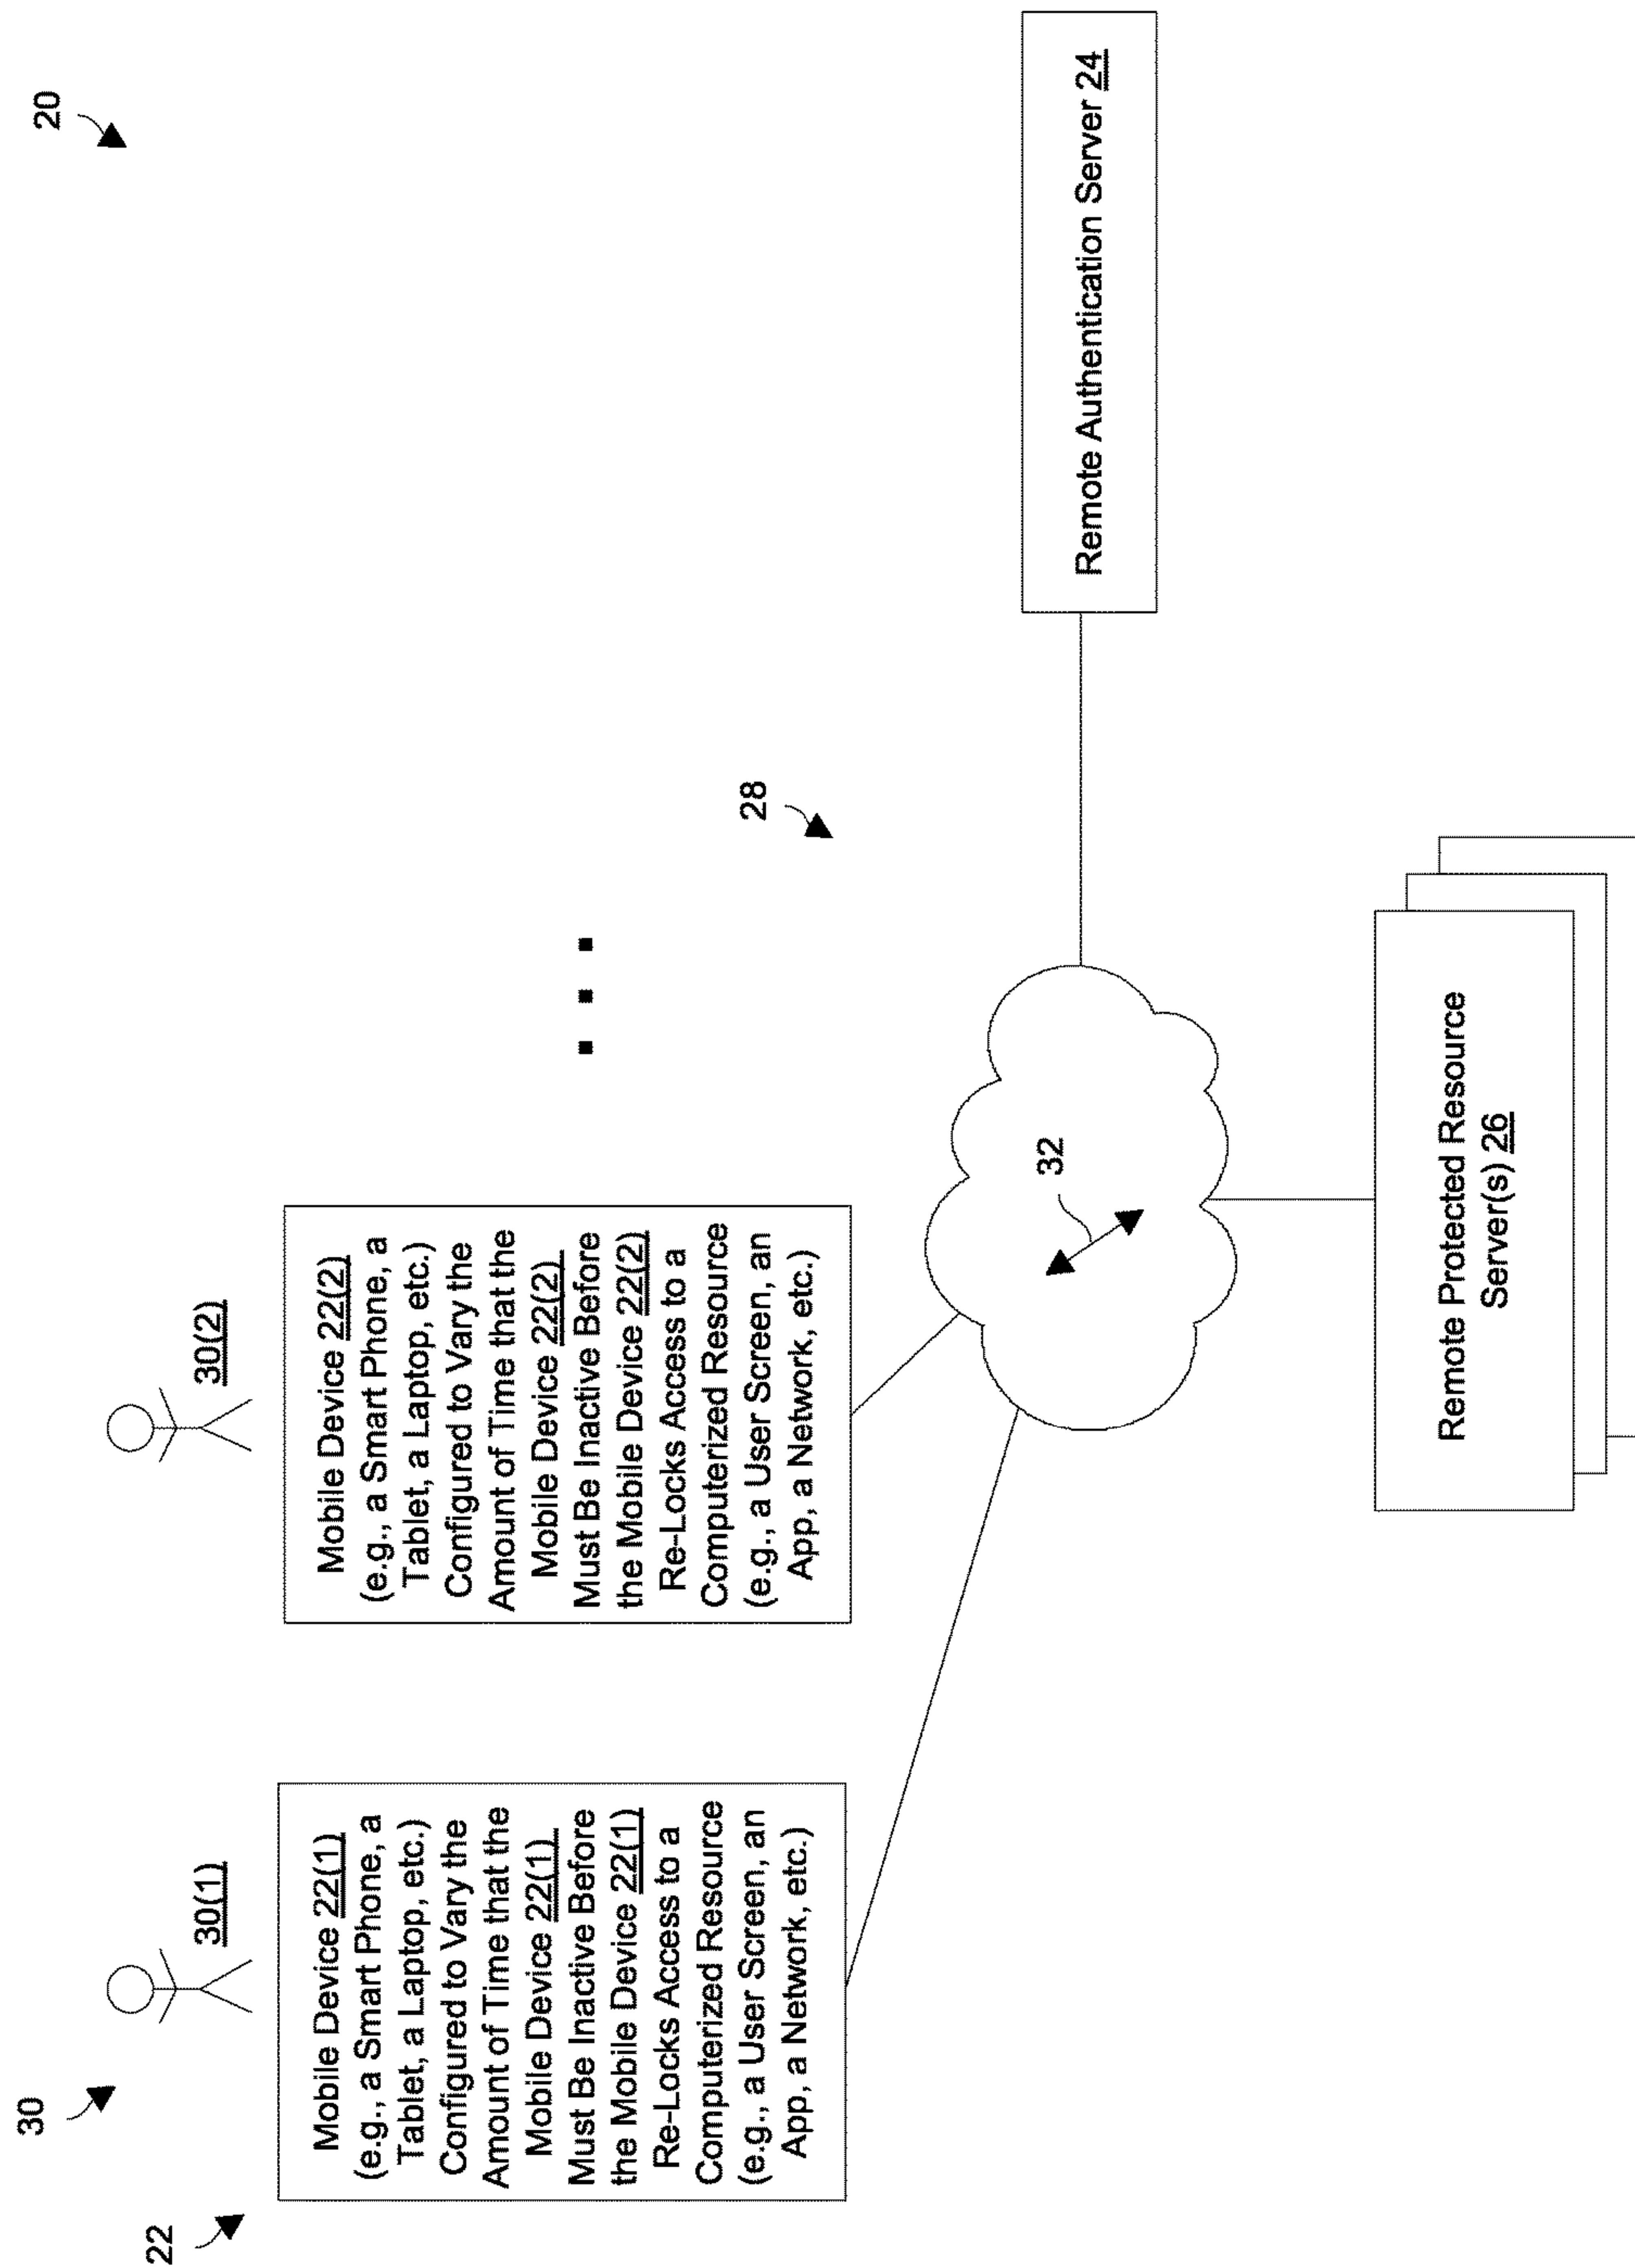 20
30
30(1)
30(2)
22
Mobile Device 22(1)
(e.g., a Smart Phone, a
Tablet, a Laptop, etc.)
Configured to Vary the
Amount of Time that the
Mobile Device 22(1)
Must Be Inactive Before
the Mobile Device 22(1)
Re-Locks Access to a
Computerized Resource
(e.g., a User Screen, an
App, a Network, etc.)
Mobile Device 22(2)
(e.g., a Smart Phone, a
Tablet, a Laptop, etc.)
Configured to Vary the
Amount of Time that the
Mobile Device 22(2)
Must Be Inactive Before
the Mobile Device 22(2)
Re-Locks Access to a
Computerized Resource
(e.g., a User Screen, an
App, a Network, etc.)
28
32
Remote Authentication Server 24
Remote Protected Resource
Server(s) 26